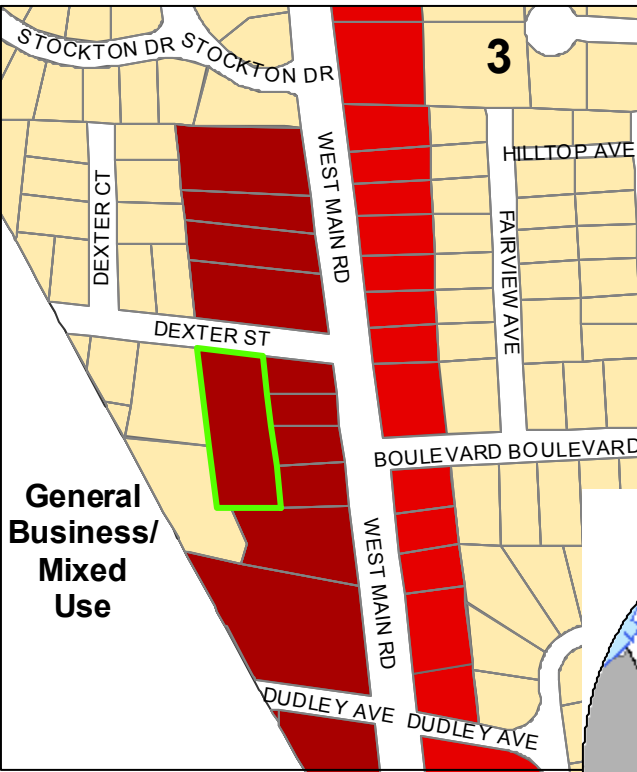 STOCKTON DR
STOCKTON DR
3
WEST MAIN RD
HILLTOP AVE
DEXTER CT
FAIRVIEW AVE
DEXTER ST
BOULEVARD
BOULEVARD
General
Business/
Mixed
Use
WEST MAIN RD
DUDLEY AVE
DUDLEY AVE